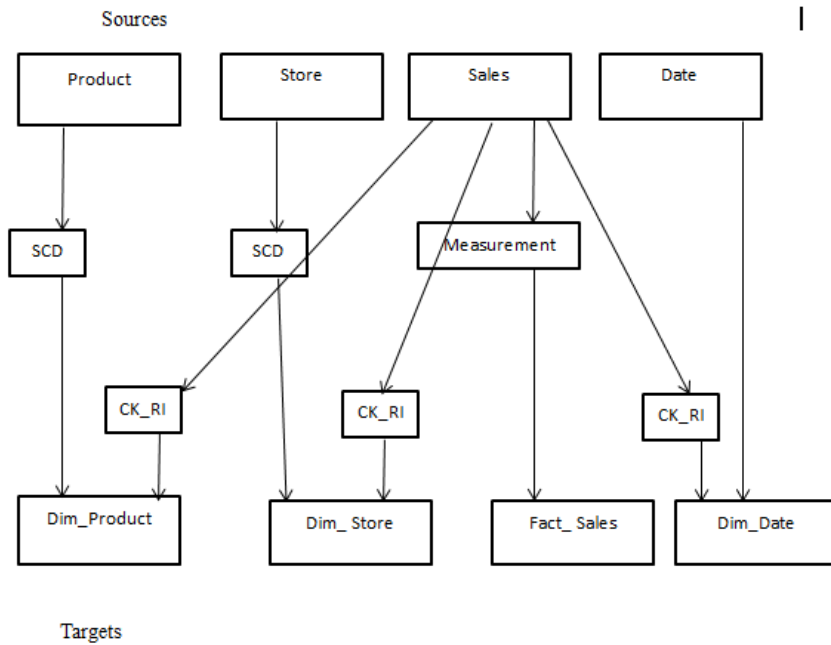 Sources
Product
Store
Sales
Date
SCD
SCD
Measurement
CK_RI
CK_RI
CK_RI
Dim_Product
Dim_ Store
Fact_ Sales
Dim_Date
Targets